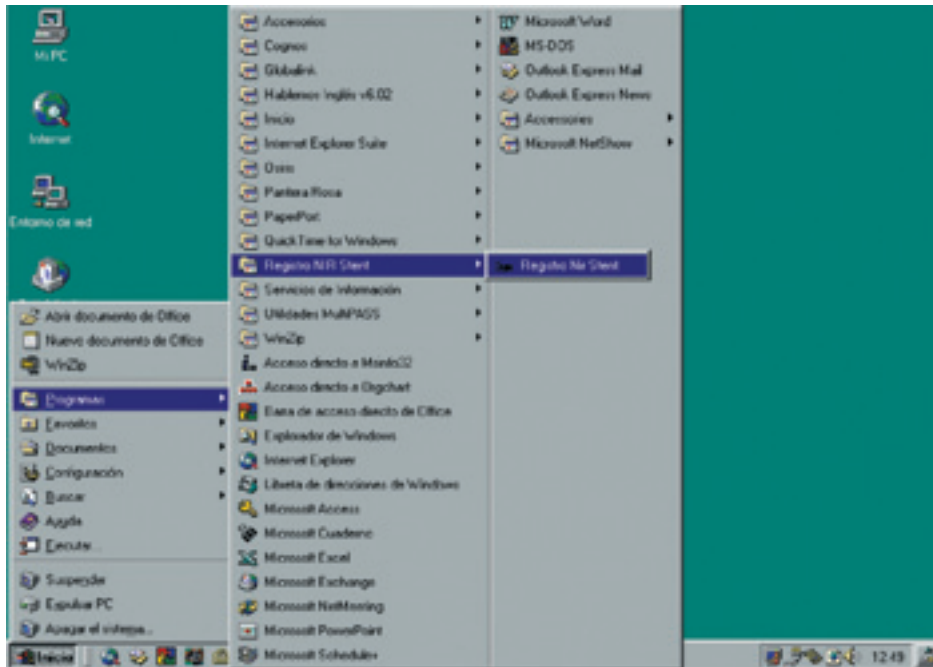 Mi PC
Internet
Entorno de red
Abrir documento de Office
Nuevo documento de Office
WinZip
Programas
Favoritos
Documentos
Configuración
Buscar
Ayuda
Ejecutar...
Suspender
Expulsar PC
Apagar el sistema...
Inicio
Accesorios
Cognos
Globalink
Hablemos Inglés v6.02
Inicio
Internet Explorer Suite
Osiris
Pantera Rosa
PaperPort
QuickTime for Windows
Registro NIR Stent
Servicios de Información
Utilidades MultiPASS
WinZip
Acceso directo a
Acceso directo a Orgchart
Barra de acceso directo de Office
Explorador de Windows
Internet Explorer
Libreta de direcciones de Windows
Microsoft Access
Microsoft Cuaderno
Microsoft Excel
Microsoft Exchange
Microsoft NetMeeting
Microsoft PowerPoint
Microsoft Schedule+
Microsoft Word
MS-DOS
Outlook Express Mail
Outlook Express News
Accessories
Microsoft NetShow
Registro Nir Stent
12:49